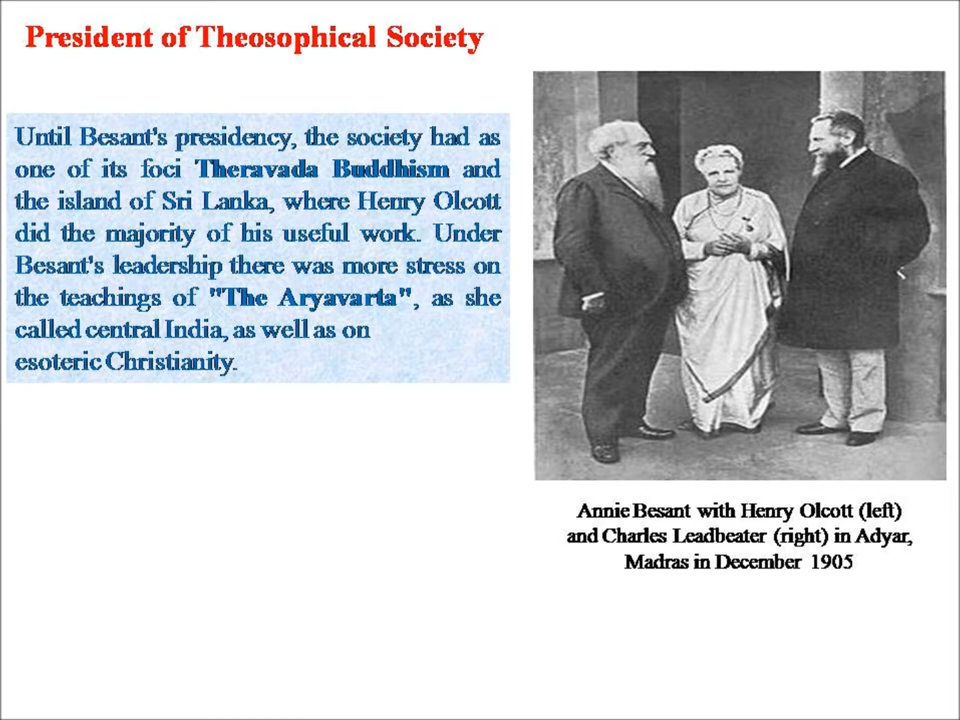 President of Theosophical Society
Until Besant's presidency, the society had as
one of its foci Theravada Buddhism and
the island of Sri Lanka, where Henry Olcott
did the majority of his useful work. Under
Besant's leadership there was more stress on
the teachings of "The Aryavarta", as she
called central India, as well as on
esoteric Christianity.
Annie Besant with Henry Olcott (left)
and Charles Leadbeater (right) in Adyar,
Madras in December 1905